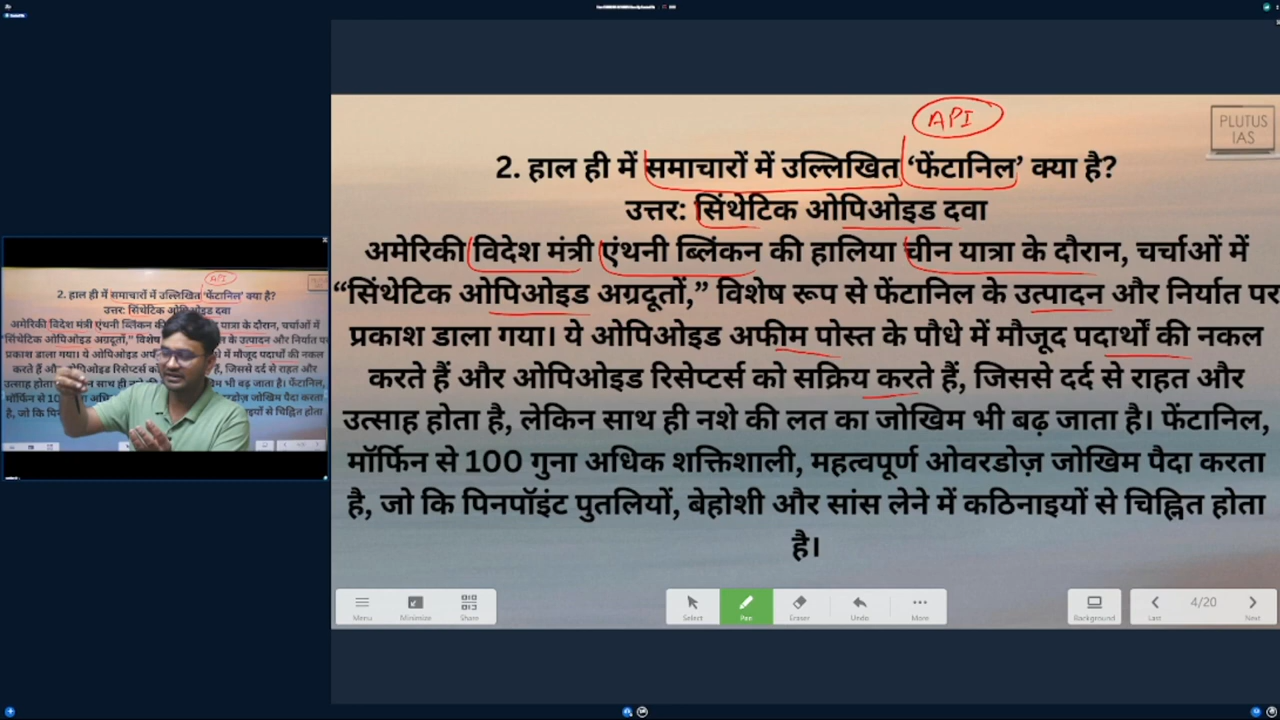 API
PLUTUS
IAS
2. हाल ही में समाचारों में उल्लिखित ‘फेंटानिल’ क्या है?
उत्तर: सिंथेटिक ओपिओइड दवा
अमेरिकी विदेश मंत्री एंथनी ब्लिंकन की हालिया चीन यात्रा के दौरान, चर्चाओं में
“सिंथेटिक ओपिओइड अग्रदूतों,” विशेष रूप से फेंटानिल के उत्पादन और निर्यात पर
प्रकाश डाला गया। ये ओपिओइड अफीम पोस्त के पौधे में मौजूद पदार्थों की नकल
करते हैं और ओपिओइड रिसेप्टर्स को सक्रिय करते हैं, जिससे दर्द से राहत और
उत्साह होता है, लेकिन साथ ही नशे की लत का जोखिम भी बढ़ जाता है। फेंटानिल,
मॉर्फिन से 100 गुना अधिक शक्तिशाली, महत्वपूर्ण ओवरडोज़ जोखिम पैदा करता
है, जो कि पिनपॉइंट पुतलियों, बेहोशी और सांस लेने में कठिनाइयों से चिह्नित होता
है।
Menu Minimize Share Select Pen Eraser Undo More Background Last 4/20 Next